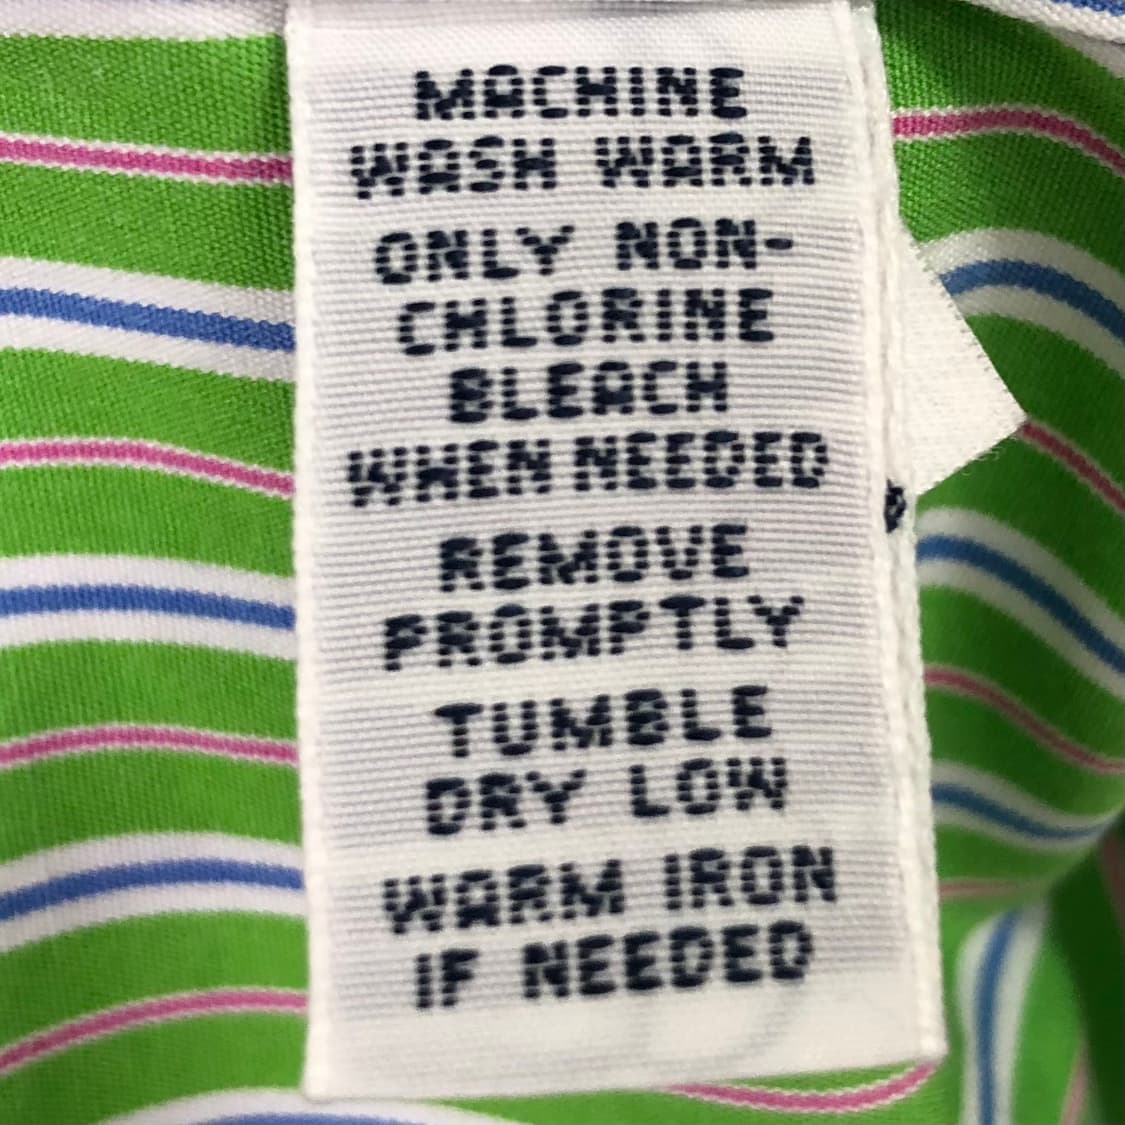 MACHINE
WASH WARM
ONLY NON-
CHLORINE
BLEACH
WHEN NEEDED
REMOVE
PROMPTLY
TUMBLE
DRY LOW
WARM IRON
IF NEEDED